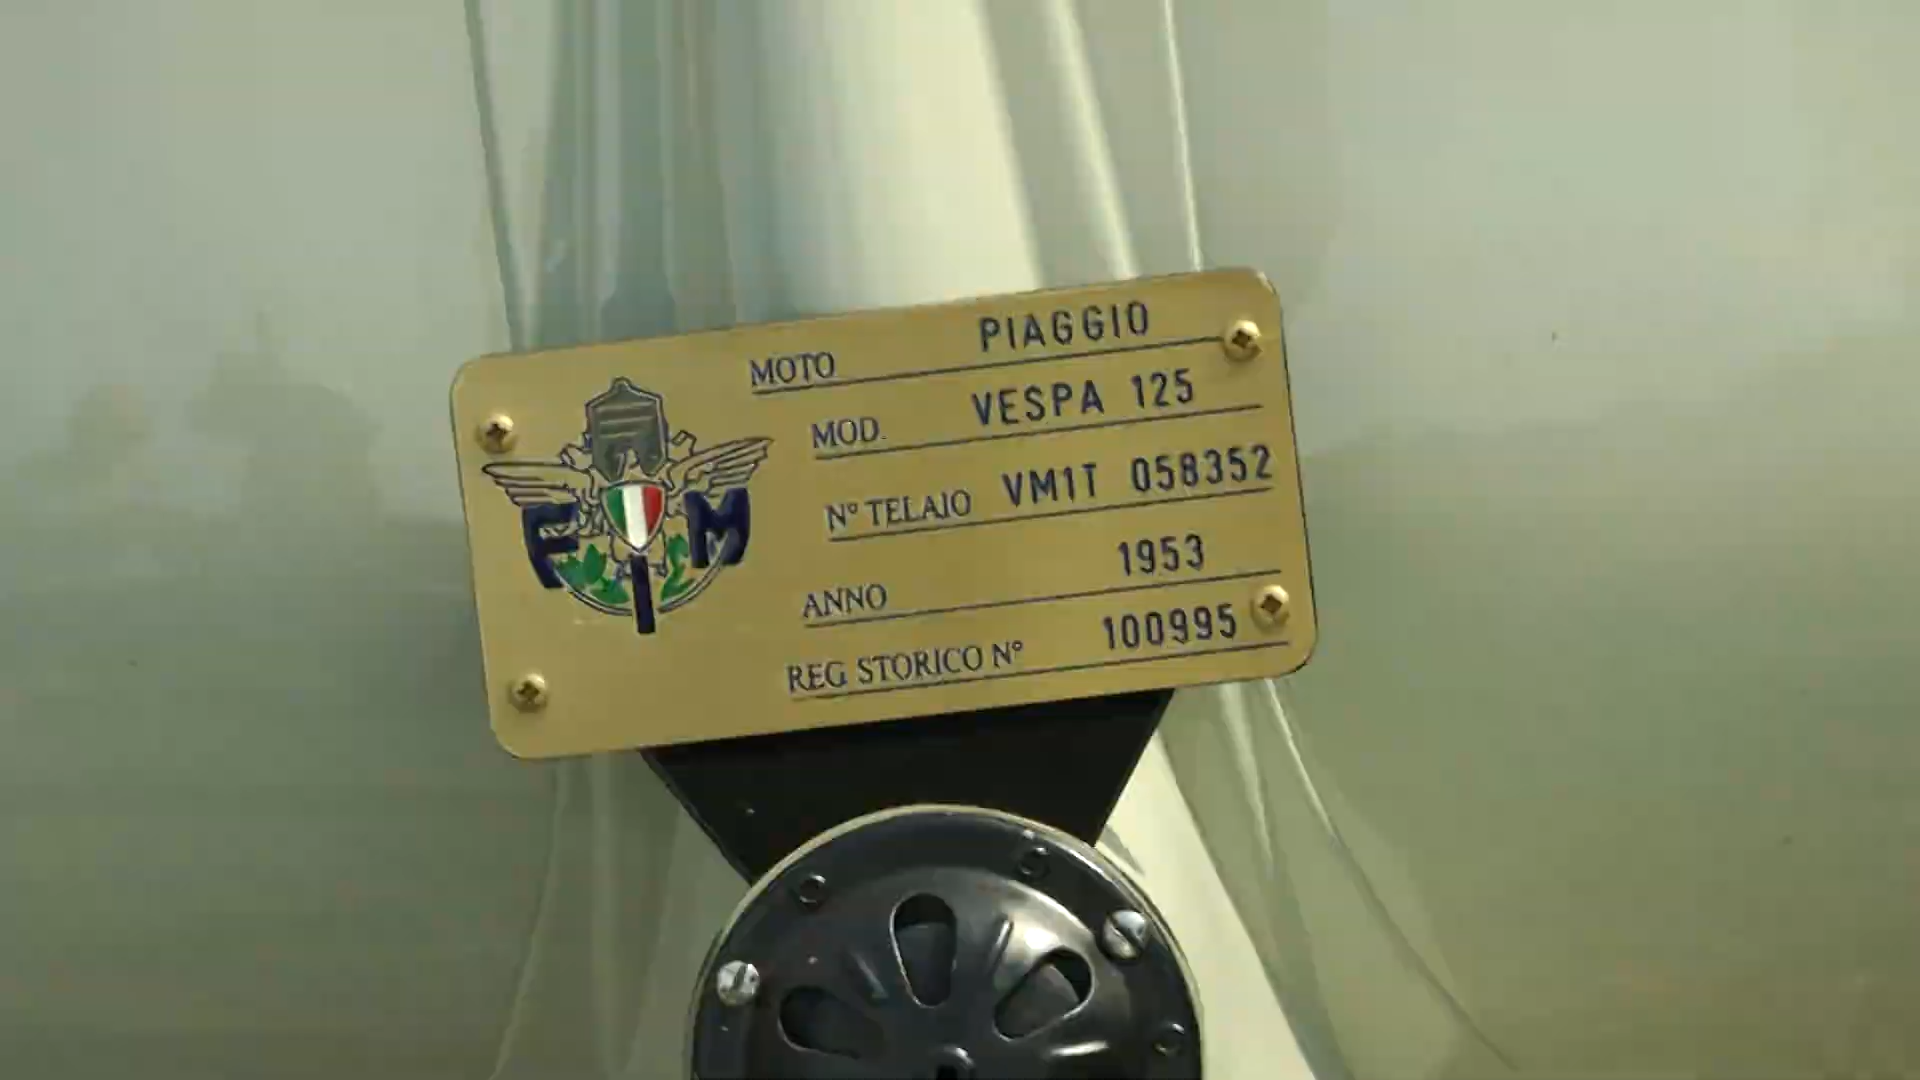 MOTO PIAGGIO
MOD. VESPA 125
N° TELAIO VM1T 058352
ANNO 1953
REG STORICO N° 100995
F I M
C S C